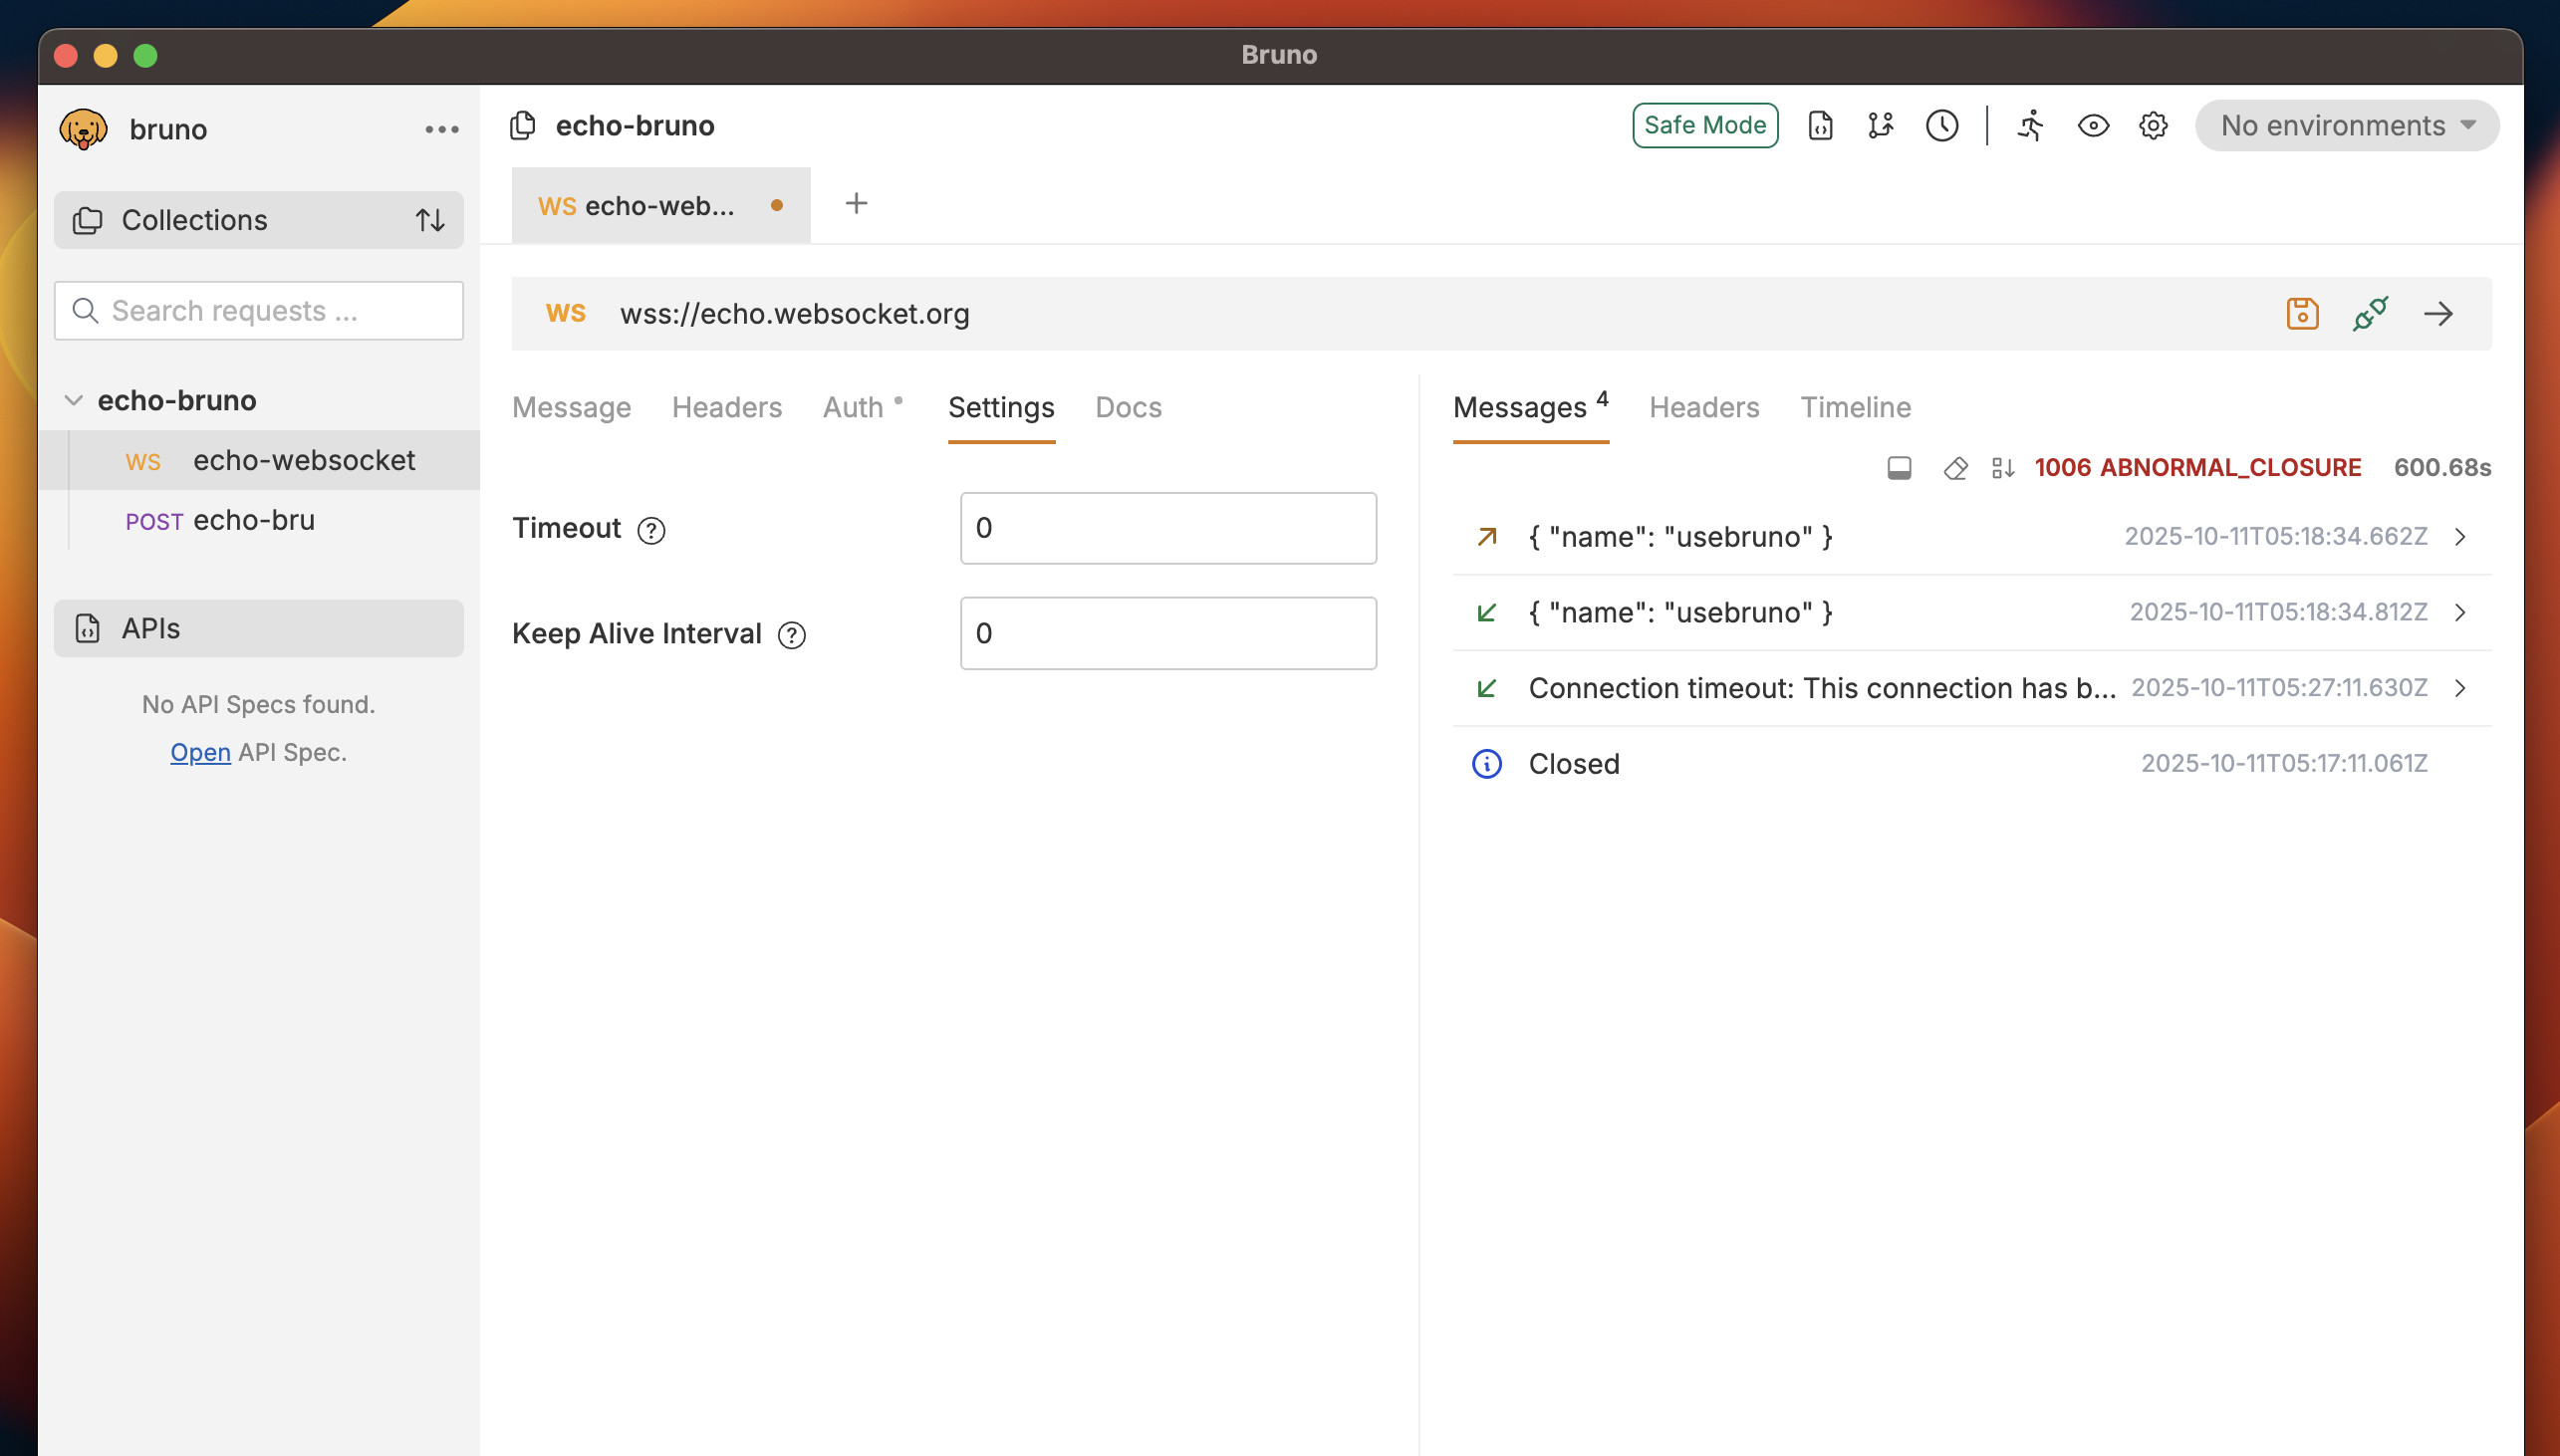 Bruno
bruno
Collections
Search requests ...
echo-bruno
WS echo-websocket
POST echo-bru
APIs
No API Specs found.
Open API Spec.
echo-bruno
Safe Mode
No environments
WS echo-web...
WS wss://echo.websocket.org
Message Headers Auth Settings Docs
Timeout ?
0
Keep Alive Interval ?
0
Messages 4 Headers Timeline
1006 ABNORMAL_CLOSURE 600.68s
{ "name": "usebruno" } 2025-10-11T05:18:34.662Z
{ "name": "usebruno" } 2025-10-11T05:18:34.812Z
Connection timeout: This connection has b... 2025-10-11T05:27:11.630Z
Closed 2025-10-11T05:17:11.061Z